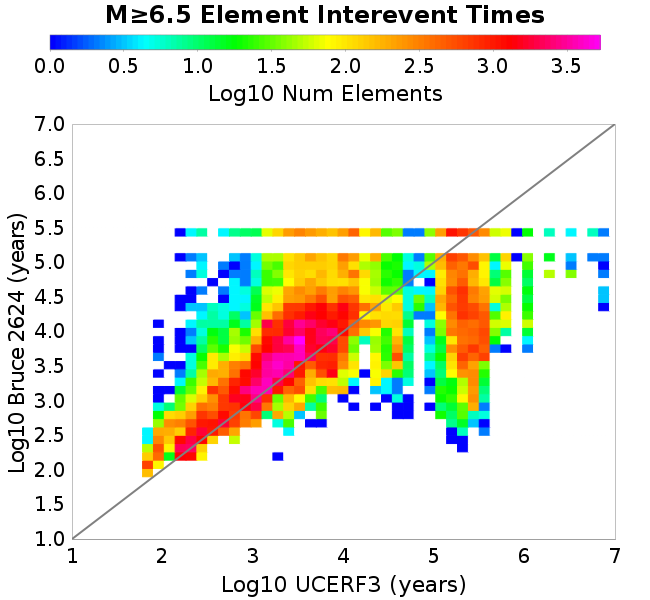 M≥6.5 Element Interevent Times
0.0 0.5 1.0 1.5 2.0 2.5 3.0 3.5
Log10 Num Elements
7.0
6.5
6.0
5.5
5.0
4.5
4.0
3.5
3.0
2.5
2.0
1.5
1.0
Log10 Bruce 2624 (years)
1 2 3 4 5 6 7
Log10 UCERF3 (years)